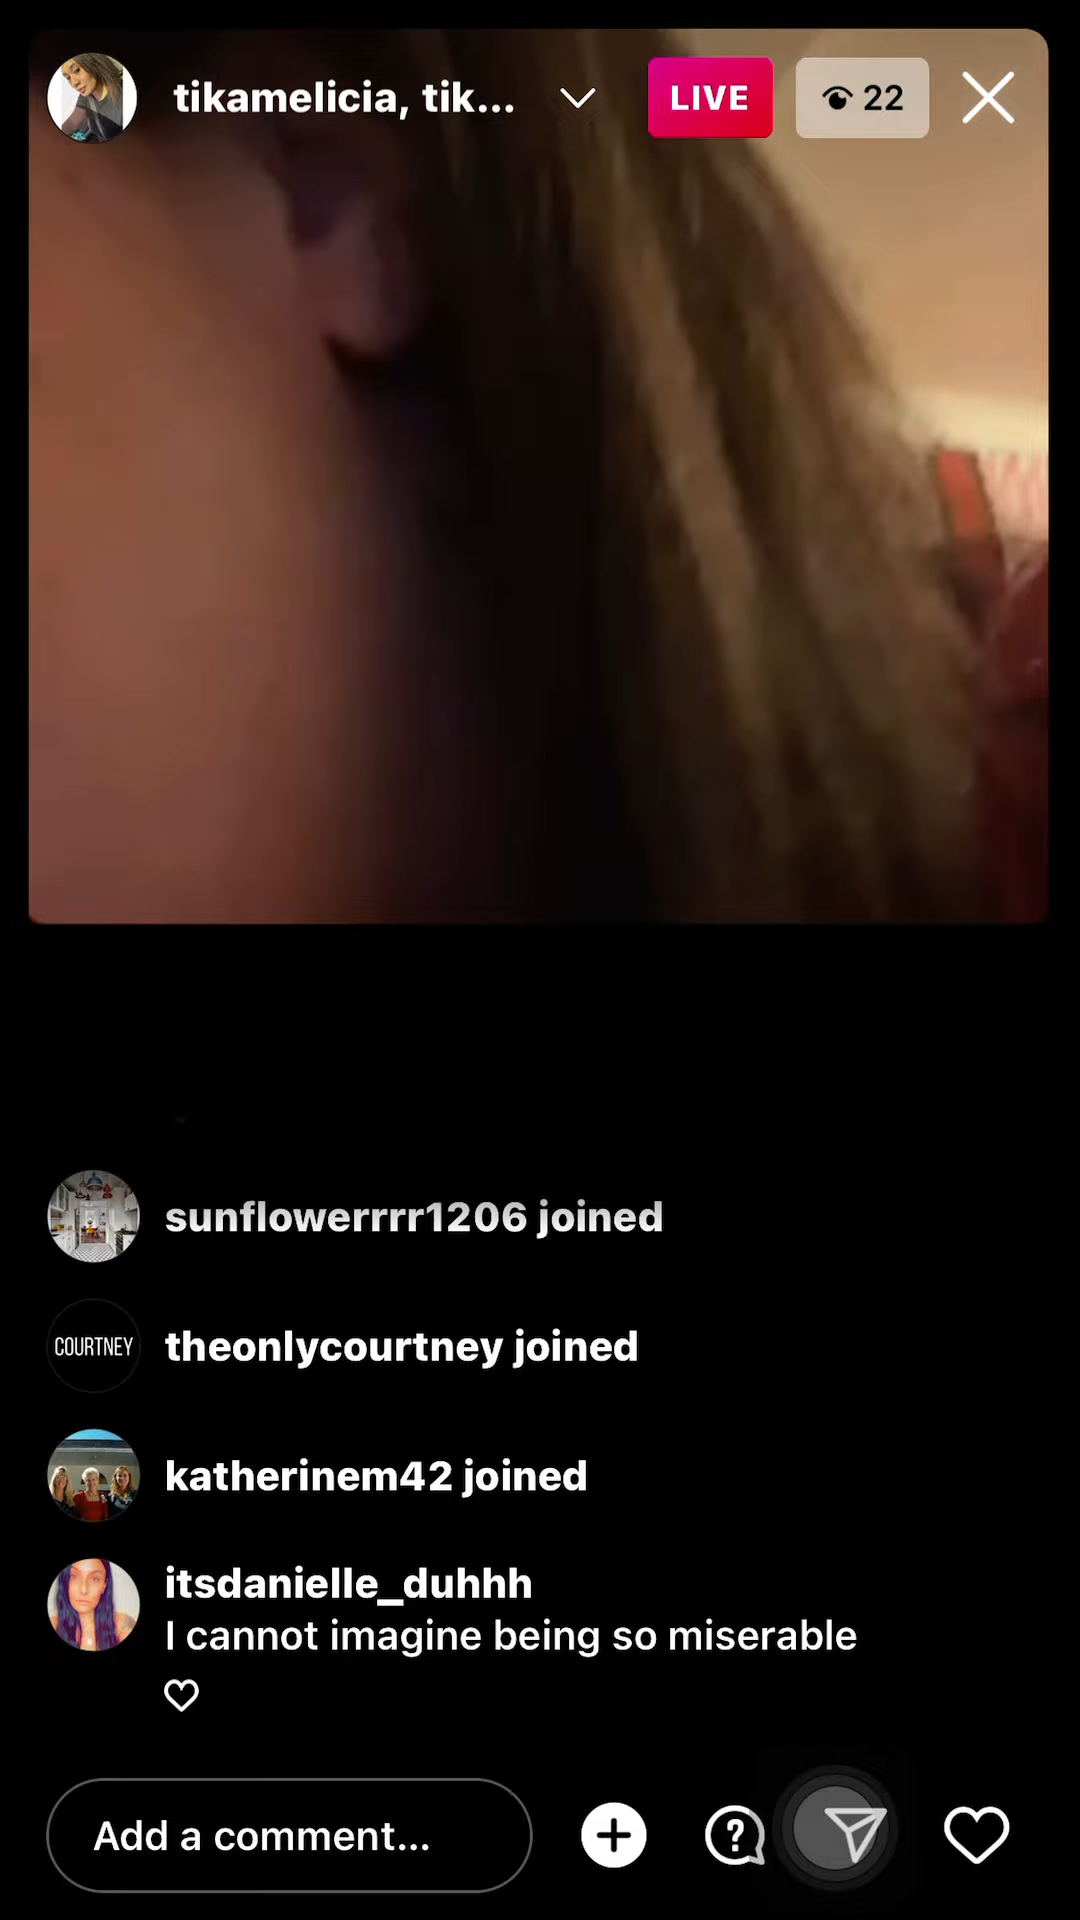 tikamelicia, tik...
LIVE
22
sunflowerrrr1206 joined
COURTNEY
theonlycourtney joined
katherinem42 joined
itsdanielle_duhhh
I cannot imagine being so miserable
Add a comment...